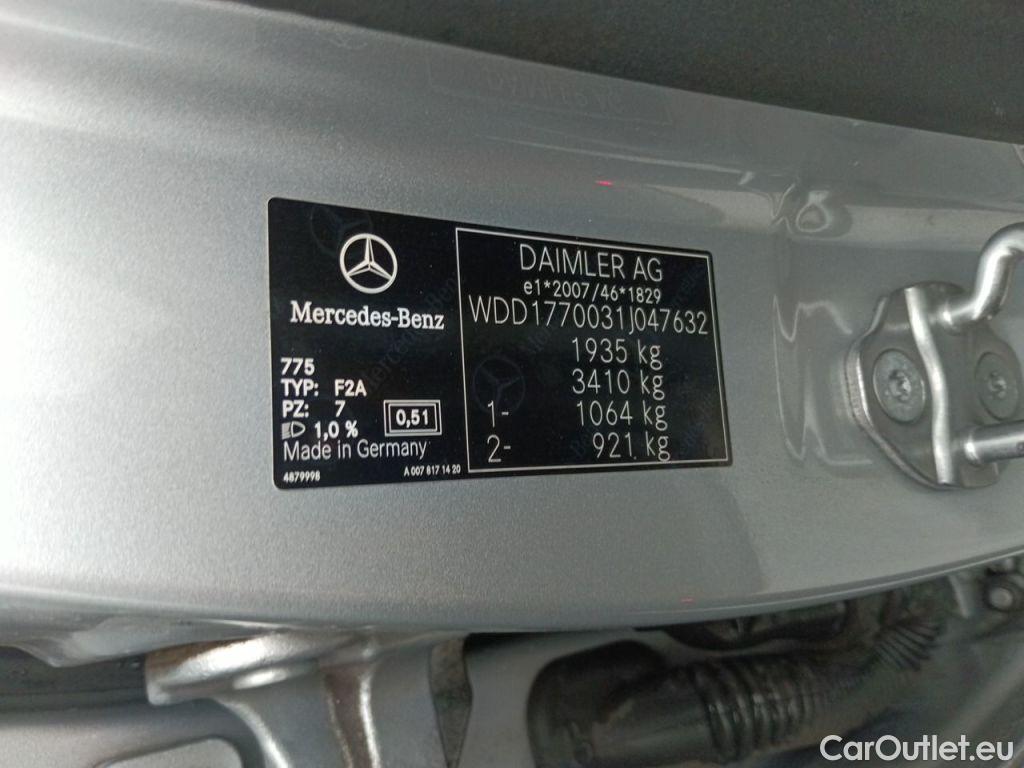 Mercedes-Benz
775
TYP: F2A
PZ: 7
1,0 %
0,51
Made in Germany
4879998
A 007 817 14 20
DAIMLER AG
e1*2007/46*1829
WDD1770031J047632
1935 kg
3410 kg
1- 1064 kg
2- 921 kg
CarOutlet.eu